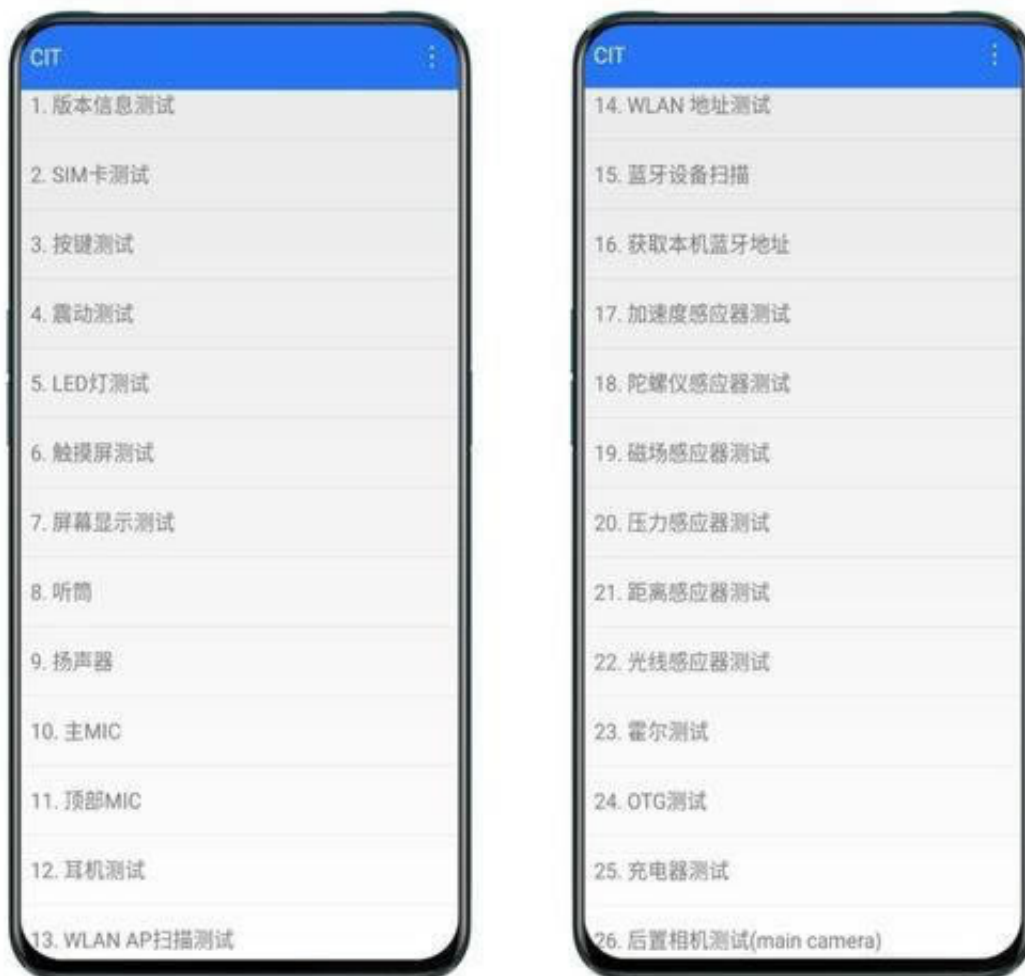 CIT
1. 版本信息测试
2. SIM卡测试
3. 按键测试
4. 震动测试
5. LED灯测试
6. 触摸屏测试
7. 屏幕显示测试
8. 听筒
9. 扬声器
10. 主MIC
11. 顶部MIC
12. 耳机测试
13. WLAN AP扫描测试
CIT
14. WLAN 地址测试
15. 蓝牙设备扫描
16. 获取本机蓝牙地址
17. 加速度感应器测试
18. 陀螺仪感应器测试
19. 磁场感应器测试
20. 压力感应器测试
21. 距离感应器测试
22. 光线感应器测试
23. 霍尔测试
24. OTG测试
25. 充电器测试
26. 后置相机测试(main camera)